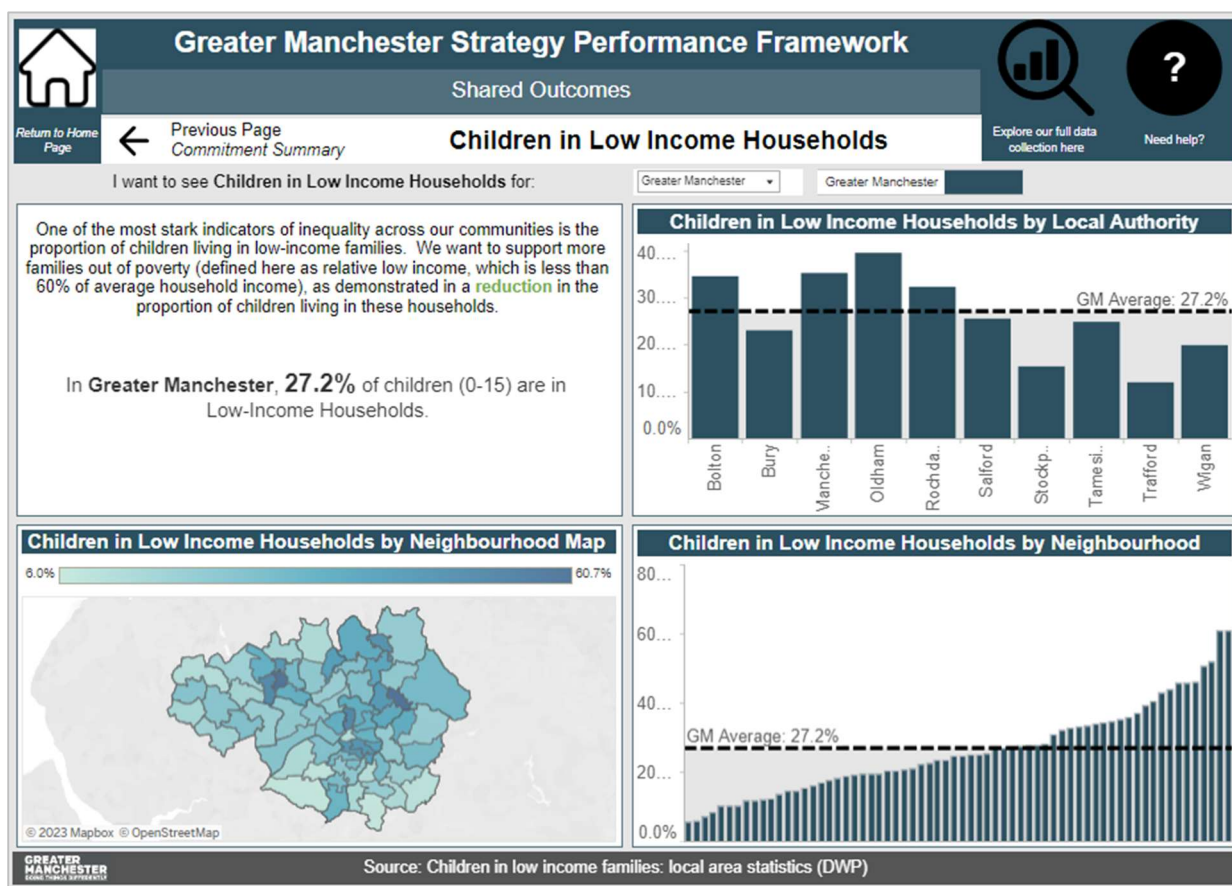 Greater Manchester Strategy Performance Framework
Shared Outcomes
Return to Home
Page
Previous Page
Commitment Summary
Children in Low Income Households
Explore our full data
collection here
?
Need help?
I want to see Children in Low Income Households for:
Greater Manchester
Greater Manchester
One of the most stark indicators of inequality across our communities is the
proportion of children living in low-income families. We want to support more
families out of poverty (defined here as relative low income, which is less than
60% of average household income), as demonstrated in a reduction in the
proportion of children living in these households.
In Greater Manchester, 27.2% of children (0-15) are in
Low-Income Households.
Children in Low Income Households by Local Authority
40....
30....
20....
10....
0.0%
GM Average: 27.2%
Bolton
Bury
Manche..
Oldham
Rochda..
Salford
Stockp..
Tamesi..
Trafford
Wigan
Children in Low Income Households by Neighbourhood Map
6.0%
60.7%
© 2023 Mapbox © OpenStreetMap
Children in Low Income Households by Neighbourhood
80...
60...
40...
20...
0.0%
GM Average: 27.2%
GREATER
MANCHESTER
DOING THINGS DIFFERENTLY
Source: Children in low income families: local area statistics (DWP)